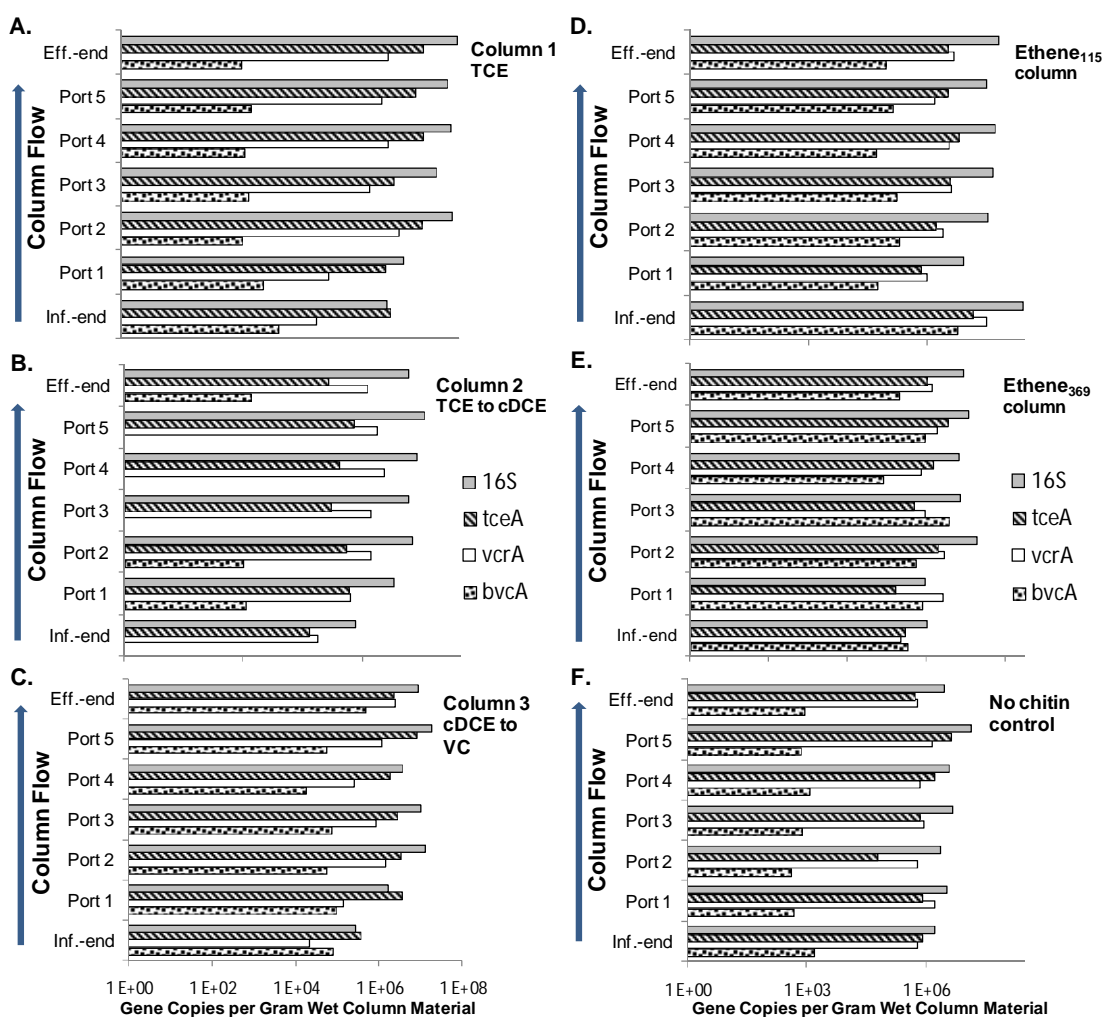 A.
Column 1
TCE
Eff.-end
Port 5
Port 4
Port 3
Port 2
Port 1
Inf.-end
Column Flow
B.
Column 2
TCE to cDCE
Eff.-end
Port 5
Port 4
Port 3
Port 2
Port 1
Inf.-end
Column Flow
16S
tceA
vcrA
bvcA
C.
Column 3
cDCE to
VC
Eff.-end
Port 5
Port 4
Port 3
Port 2
Port 1
Inf.-end
Column Flow
1E+00
1E+02
1E+04
1E+06
1E+08
Gene Copies per Gram Wet Column Material
D.
Ethene115
column
Eff.-end
Port 5
Port 4
Port 3
Port 2
Port 1
Inf.-end
Column Flow
E.
Ethene369
column
Eff.-end
Port 5
Port 4
Port 3
Port 2
Port 1
Inf.-end
Column Flow
16S
tceA
vcrA
bvcA
F.
No chitin
control
Eff.-end
Port 5
Port 4
Port 3
Port 2
Port 1
Inf.-end
Column Flow
1E+00
1E+03
1E+06
Gene Copies per Gram Wet Column Material